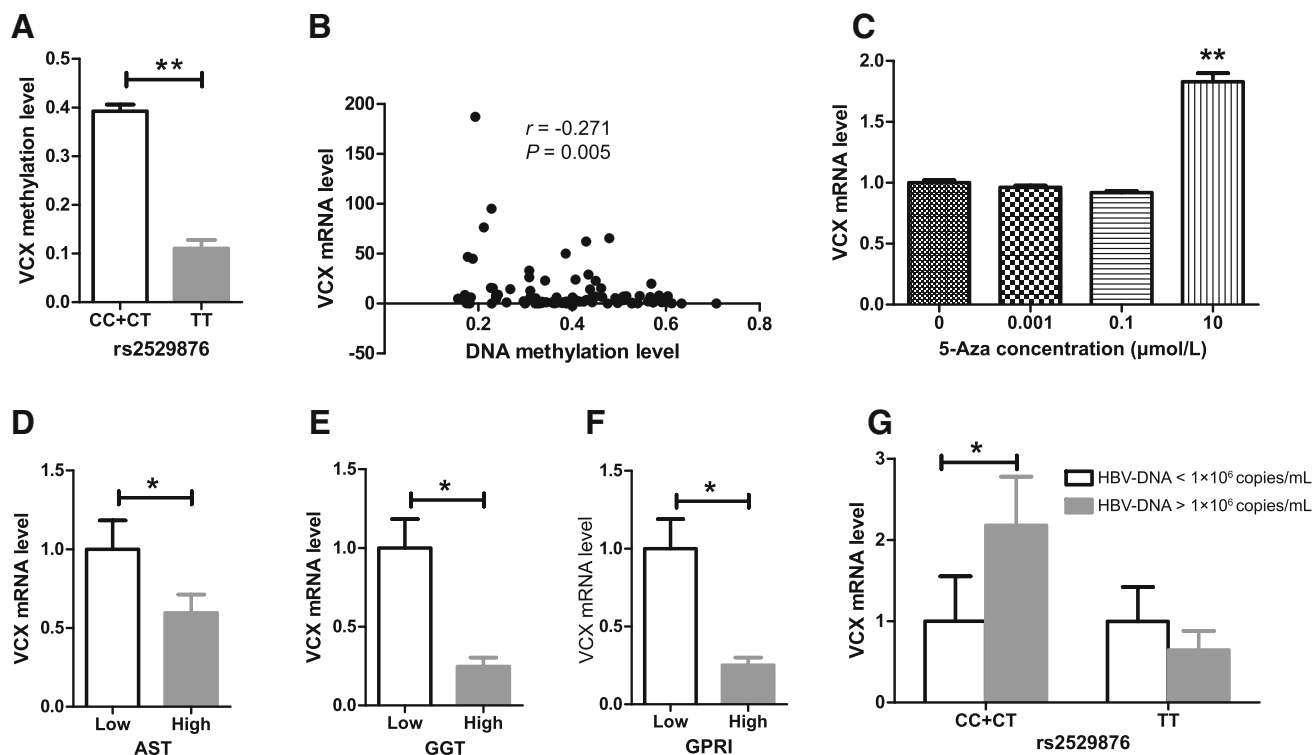 A
VCX methylation level
0.5
0.4
0.3
0.2
0.1
0.0
**
CC+CT
TT
rs2529876
B
VCX mRNA level
200
150
100
50
0
-50
r = -0.271
P = 0.005
0.2
0.4
0.6
0.8
DNA methylation level
C
VCX mRNA level
2.0
1.5
1.0
0.5
0.0
**
0
0.001
0.1
10
5-Aza concentration (μmol/L)
D
VCX mRNA level
1.5
1.0
0.5
0.0
*
Low
High
AST
E
VCX mRNA level
1.5
1.0
0.5
0.0
*
Low
High
GGT
F
VCX mRNA level
1.5
1.0
0.5
0.0
*
Low
High
GPRI
G
VCX mRNA level
3
2
1
0
*
HBV-DNA < 1×10⁶ copies/mL
HBV-DNA > 1×10⁶ copies/mL
CC+CT
TT
rs2529876